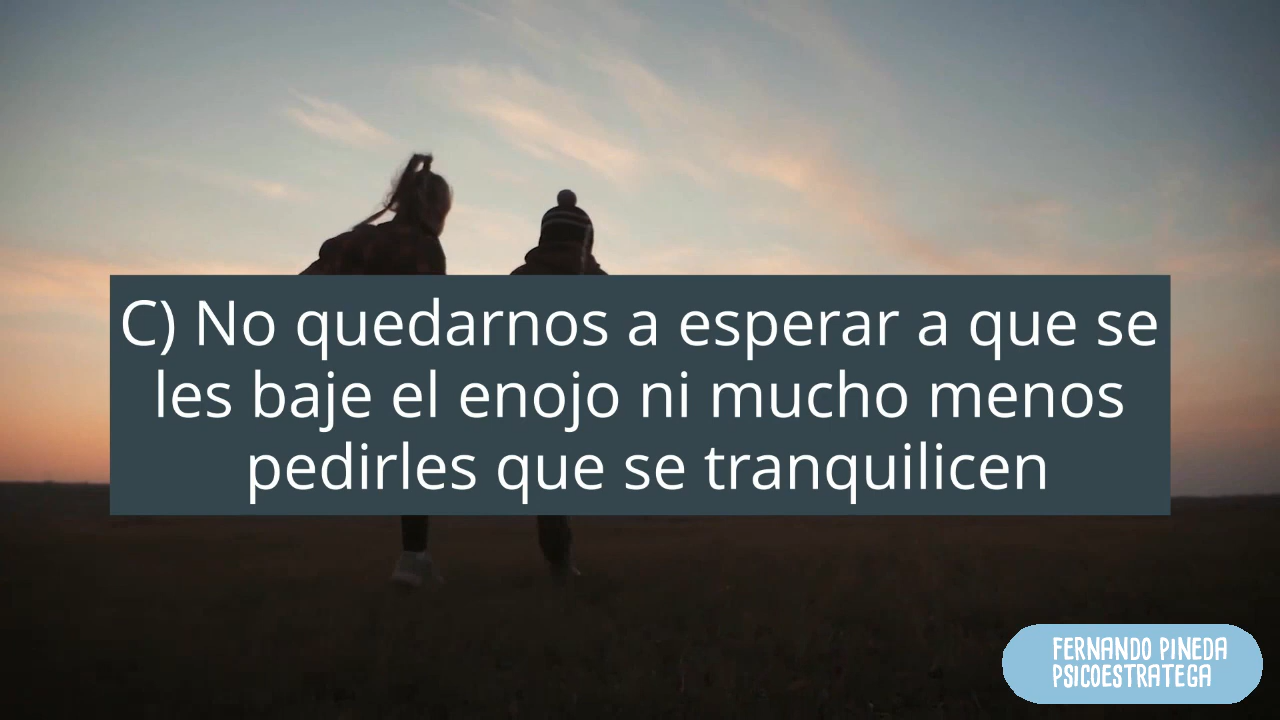 C) No quedarnos a esperar a que se
les baje el enojo ni mucho menos
pedirles que se tranquilicen
FERNANDO PINEDA
PSICOESTRATEGA